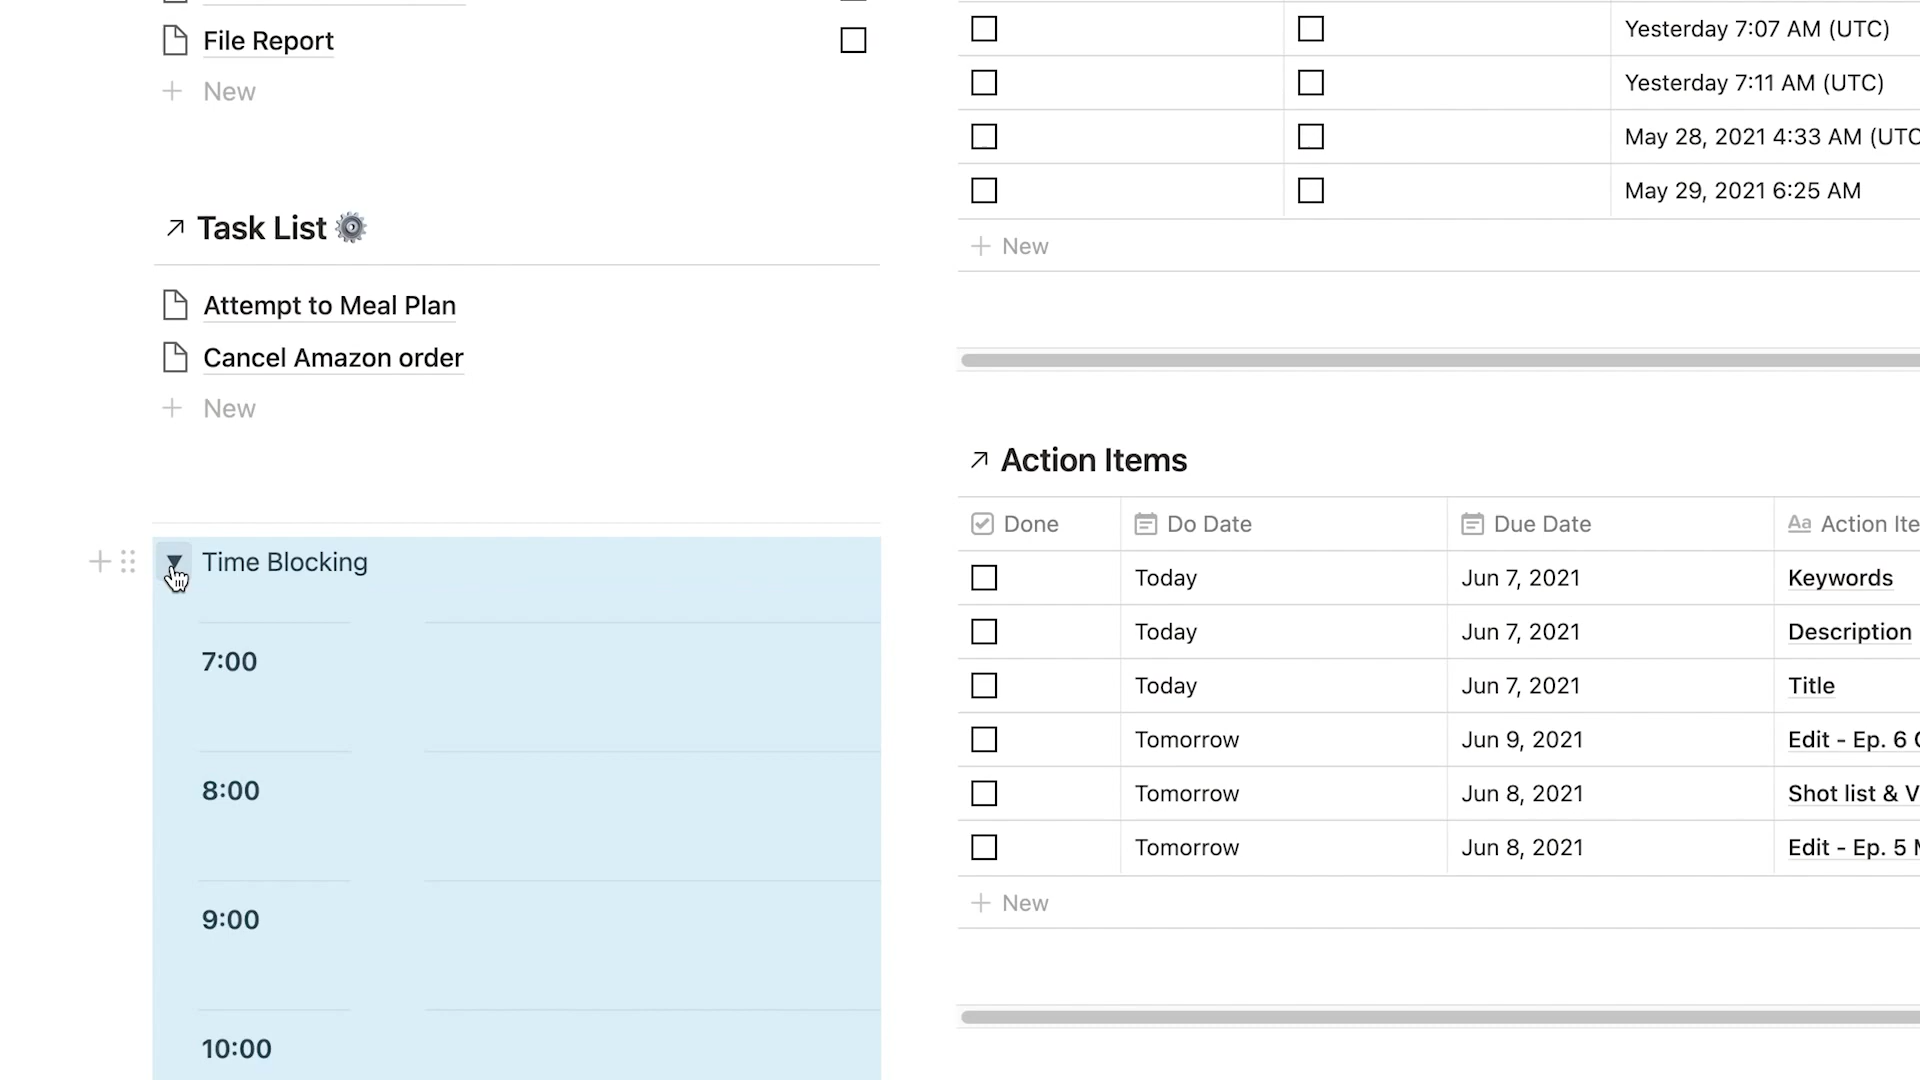 File Report
New
Task List
Attempt to Meal Plan
Cancel Amazon order
New
Time Blocking
7:00
8:00
9:00
10:00
Yesterday 7:07 AM (UTC)
Yesterday 7:11 AM (UTC)
May 28, 2021 4:33 AM (UTC
May 29, 2021 6:25 AM
New
Action Items
Done Do Date Due Date Aa Action Ite
Today Jun 7, 2021 Keywords
Today Jun 7, 2021 Description
Today Jun 7, 2021 Title
Tomorrow Jun 9, 2021 Edit - Ep. 6
Tomorrow Jun 8, 2021 Shot list & V
Tomorrow Jun 8, 2021 Edit - Ep. 5
New